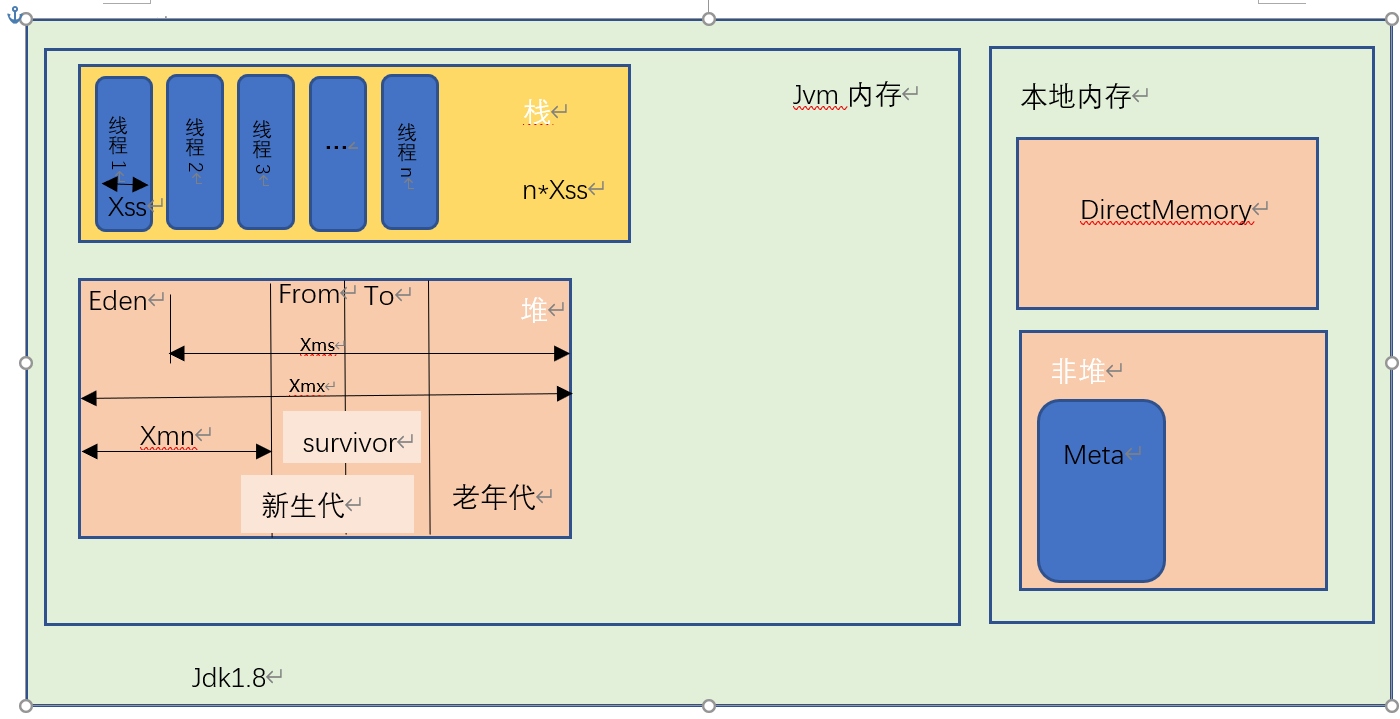 线程1
Xss
线程2
线程3
...
线程n
栈
n*Xss
Jvm 内存
Eden
From
To
堆
Xms
Xmx
Xmn
survivor
新生代
老年代
本地内存
DirectMemory
非堆
Meta
Jdk1.8